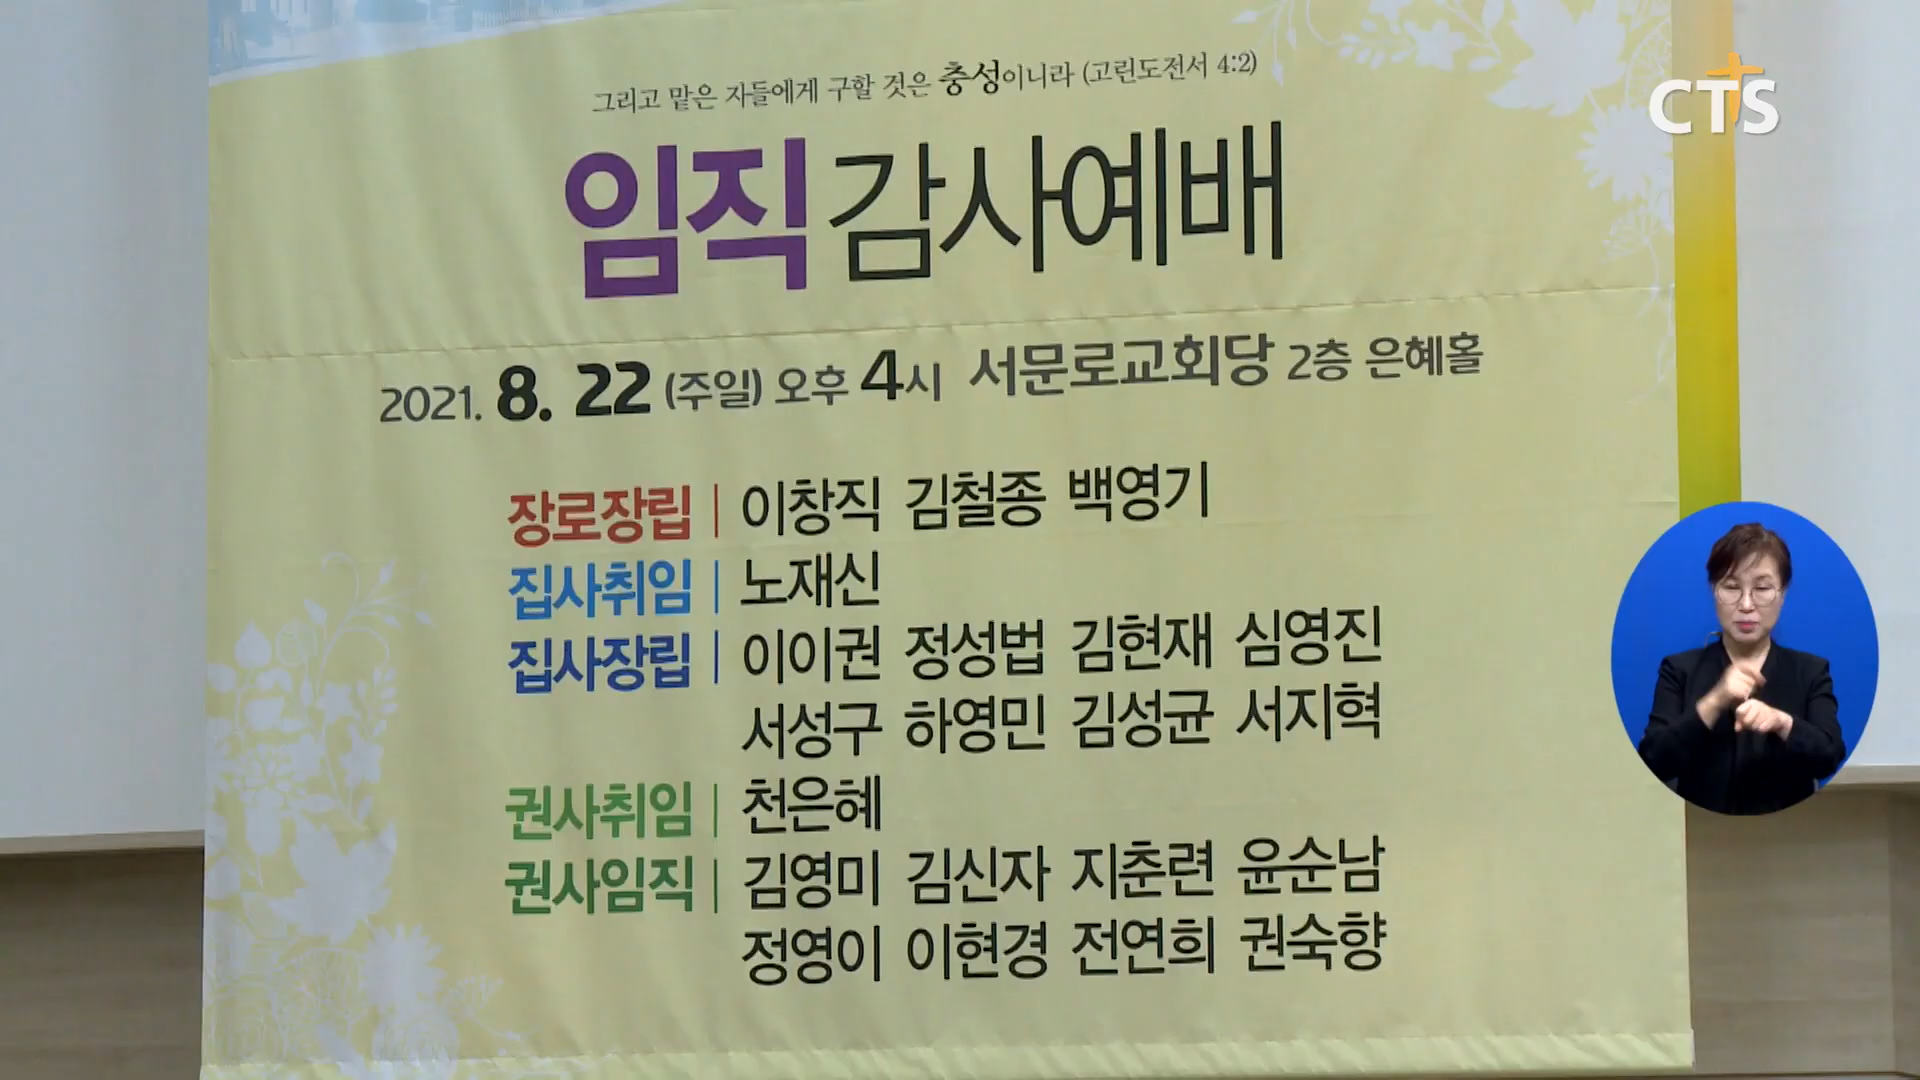 그리고 맡은 자들에게 구할 것은 충성이니라 (고린도전서 4:2)
CTS
임직감사예배
2021. 8. 22 (주일) 오후 4시 서문로교회당 2층 은혜홀
장로장립 | 이창직 김철종 백영기
집사취임 | 노재신
집사장립 | 이이권 정성법 김현재 심영진
서성구 하영민 김성균 서지혁
권사취임 | 천은혜
권사임직 | 김영미 김신자 지춘련 윤순남
정영이 이현경 전연희 권숙향